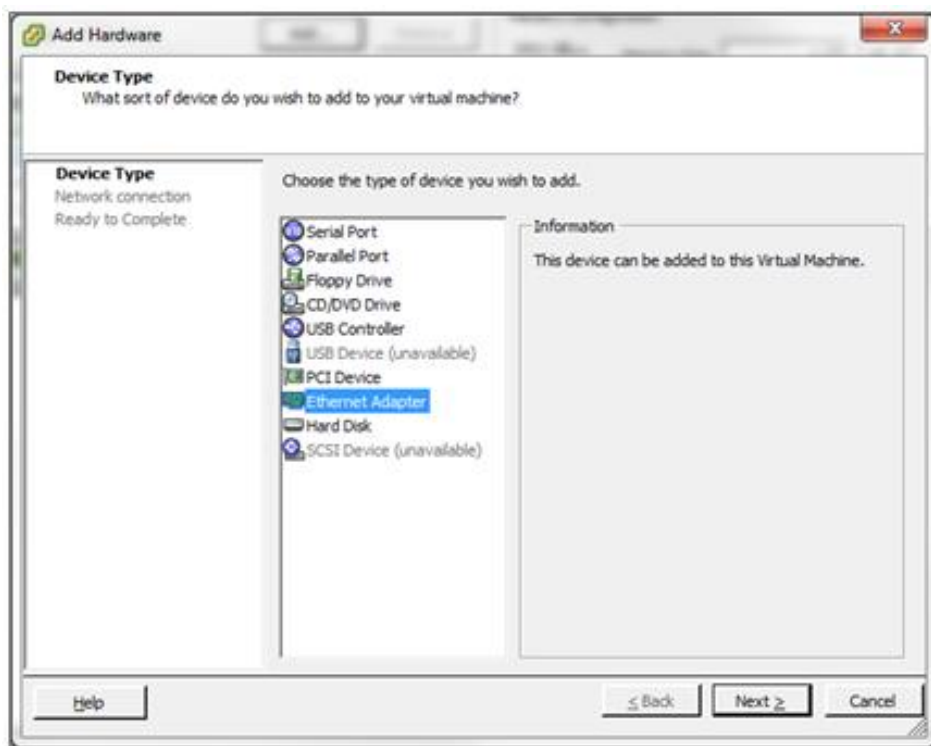 Add Hardware
Device Type
What sort of device do you wish to add to your virtual machine?
Device Type
Network connection
Ready to Complete
Choose the type of device you wish to add.
Serial Port
Parallel Port
Floppy Drive
CD/DVD Drive
USB Controller
USB Device (unavailable)
PCI Device
Ethernet Adapter
Hard Disk
SCSI Device (unavailable)
Information
This device can be added to this Virtual Machine.
Help
< Back
Next >
Cancel